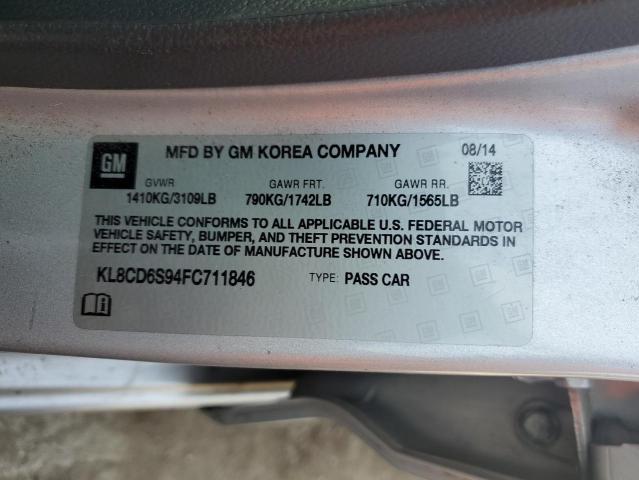 GM
MFD BY GM KOREA COMPANY 08/14
GVWR GAWR FRT. GAWR RR.
1410KG/3109LB 790KG/1742LB 710KG/1565LB
THIS VEHICLE CONFORMS TO ALL APPLICABLE U.S. FEDERAL MOTOR
VEHICLE SAFETY, BUMPER, AND THEFT PREVENTION STANDARDS IN
EFFECT ON THE DATE OF MANUFACTURE SHOWN ABOVE.
KL8CD6S94FC711846 TYPE: PASS CAR